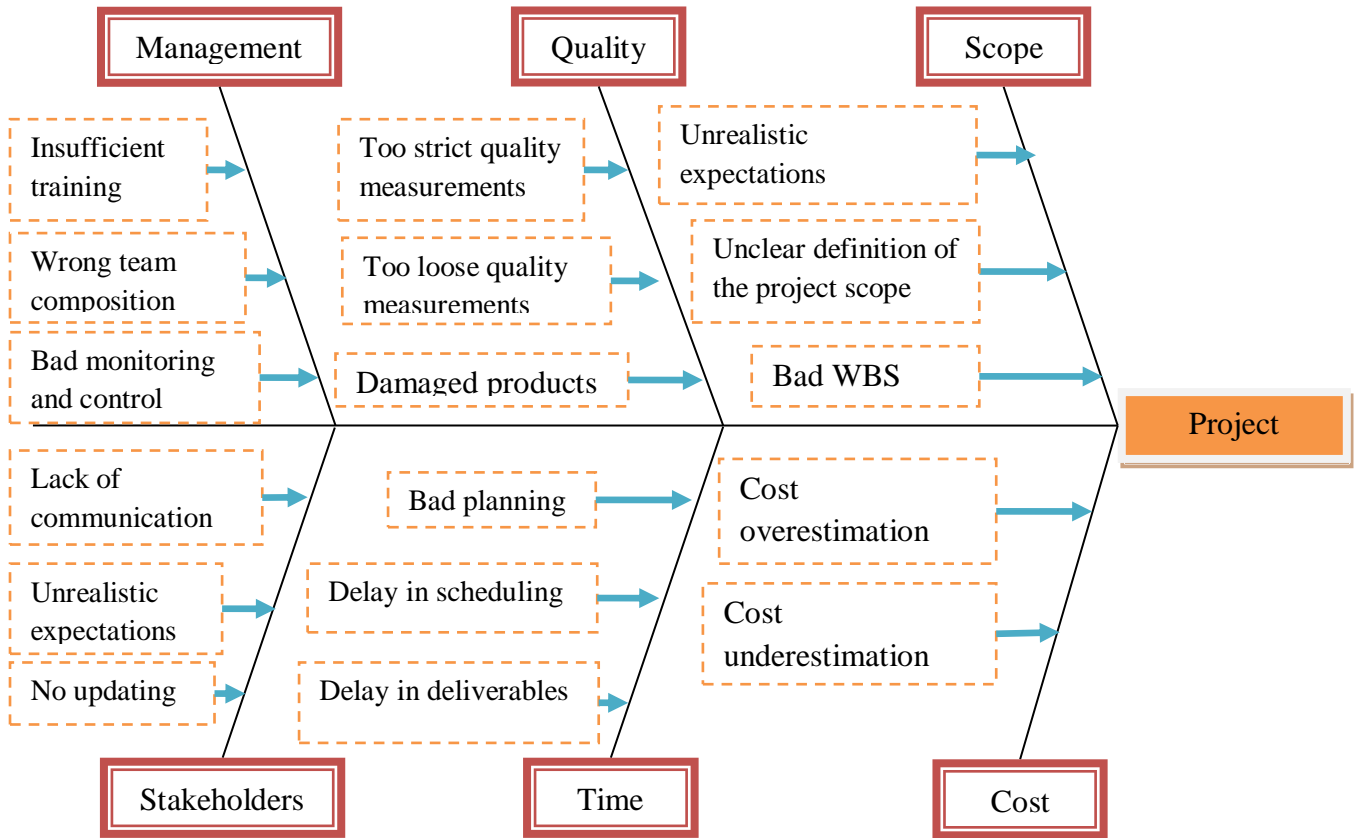 Management
Quality
Scope
Insufficient
training
Too strict quality
measurements
Unrealistic
expectations
Wrong team
composition
Too loose quality
measurements
Unclear definition of
the project scope
Bad monitoring
and control
Damaged products
Bad WBS
Project
Lack of
communication
Bad planning
Cost
overestimation
Unrealistic
expectations
Delay in scheduling
Cost
underestimation
No updating
Delay in deliverables
Stakeholders
Time
Cost